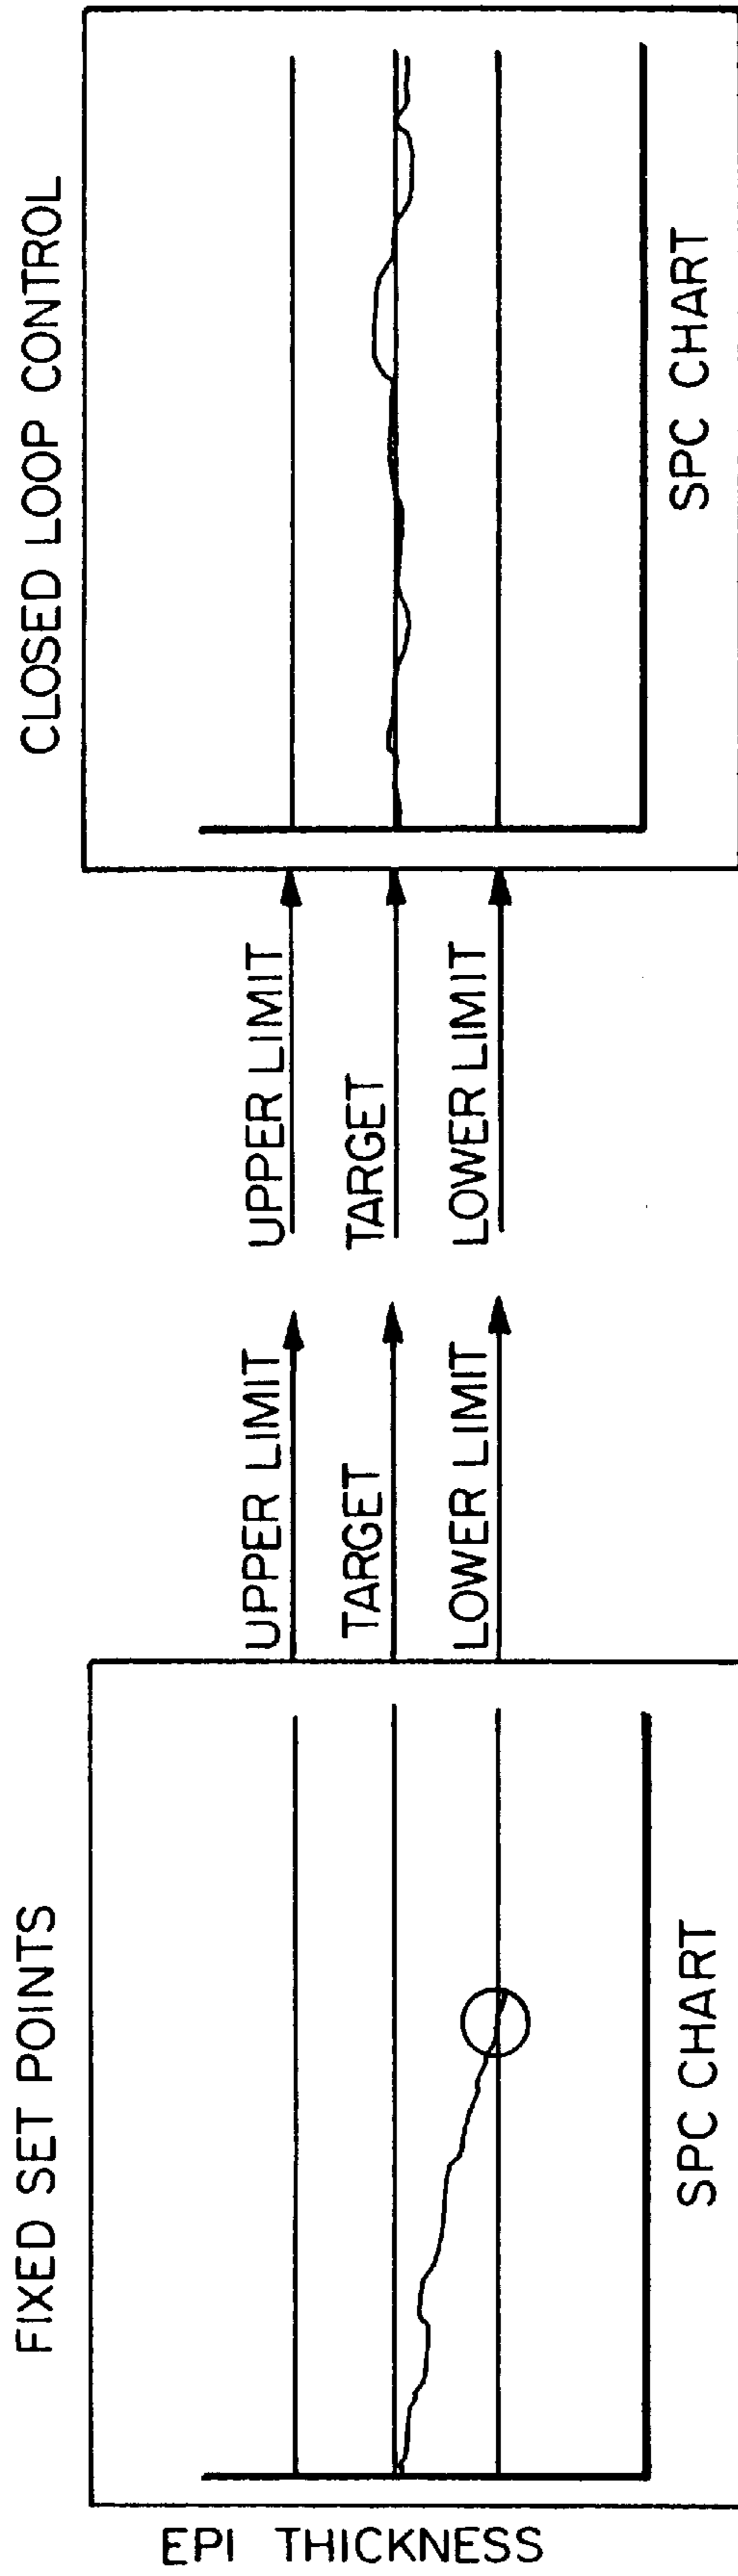 FIXED SET POINTS
EPI THICKNESS
UPPER LIMIT
TARGET
LOWER LIMIT
SPC CHART
CLOSED LOOP CONTROL
UPPER LIMIT
TARGET
LOWER LIMIT
SPC CHART